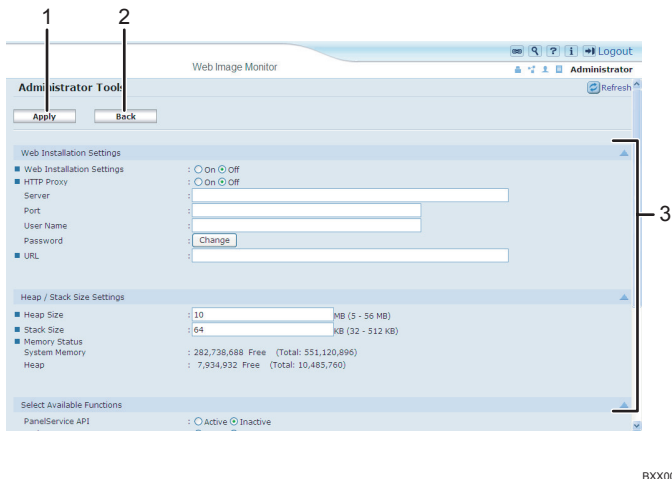 1 2
Logout
Web Image Monitor
Administrator
Administrator Tools
Refresh
Apply Back
Web Installation Settings
Web Installation Settings : On Off
HTTP Proxy : On Off
Server :
Port :
User Name :
Password : Change
URL :
3
Heap / Stack Size Settings
Heap Size : 10 MB (5 - 56 MB)
Stack Size : 64 KB (32 - 512 KB)
Memory Status
System Memory : 282,738,688 Free (Total: 551,120,896)
Heap : 7,934,932 Free (Total: 10,485,760)
Select Available Functions
PanelService API : Active Inactive